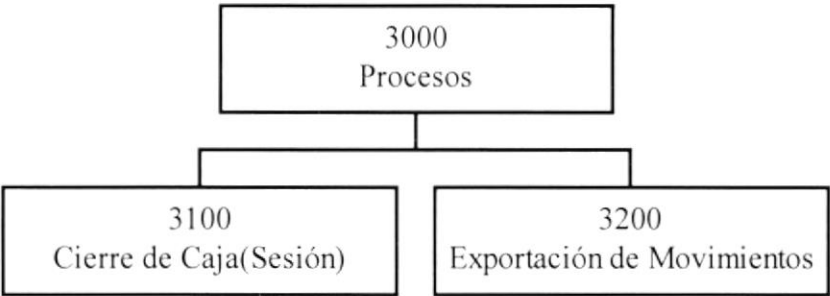 3000
Procesos
3100
Cierre de Caja(Sesión)
3200
Exportación de Movimientos